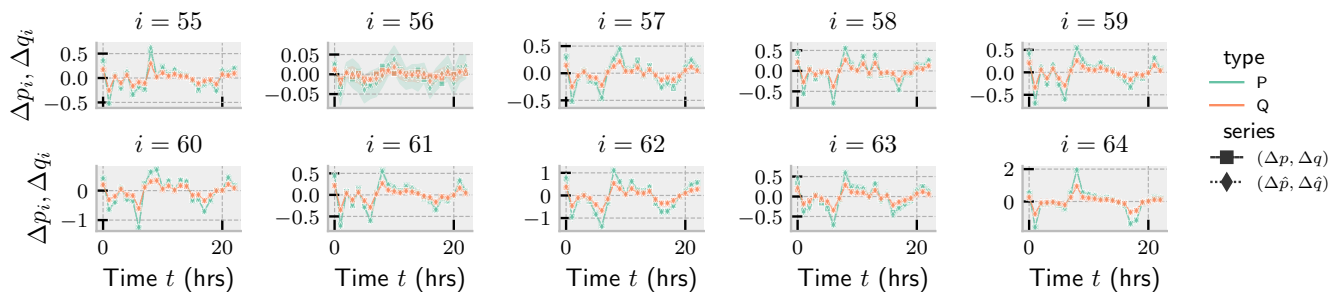 i = 55
i = 56
i = 57
i = 58
i = 59
Δp_i, Δq_i
0.5
0.0
−0.5
0.05
0.00
−0.05
0.5
0.0
−0.5
0.5
0.0
−0.5
0.5
0.0
−0.5
type
P
Q
series
(Δp, Δq)
(Δp̂, Δq̂)
i = 60
i = 61
i = 62
i = 63
i = 64
Δp_i, Δq_i
0
−1
0.5
0.0
−0.5
1
0
−1
0.5
0.0
−0.5
2
0
0 20
0 20
0 20
0 20
0 20
Time t (hrs)
Time t (hrs)
Time t (hrs)
Time t (hrs)
Time t (hrs)